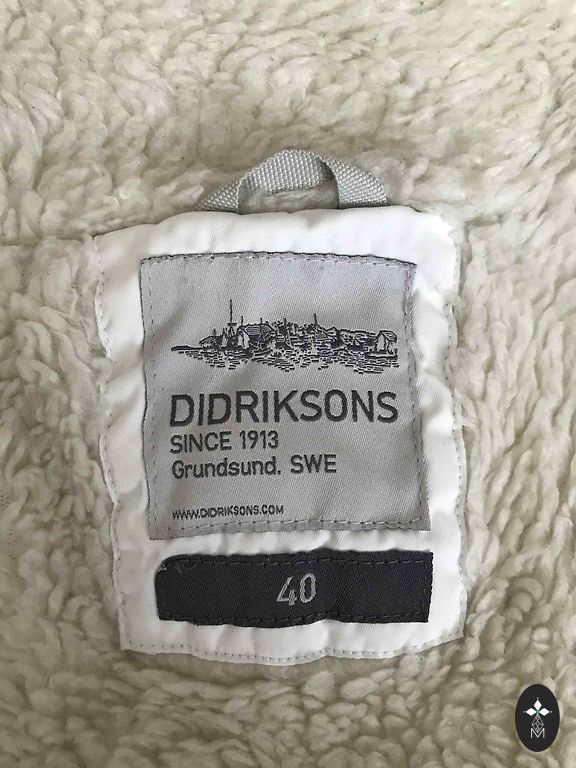 DIDRIKSONS
SINCE 1913
Grundsund. SWE
WWW.DIDRIKSONS.COM
40
M